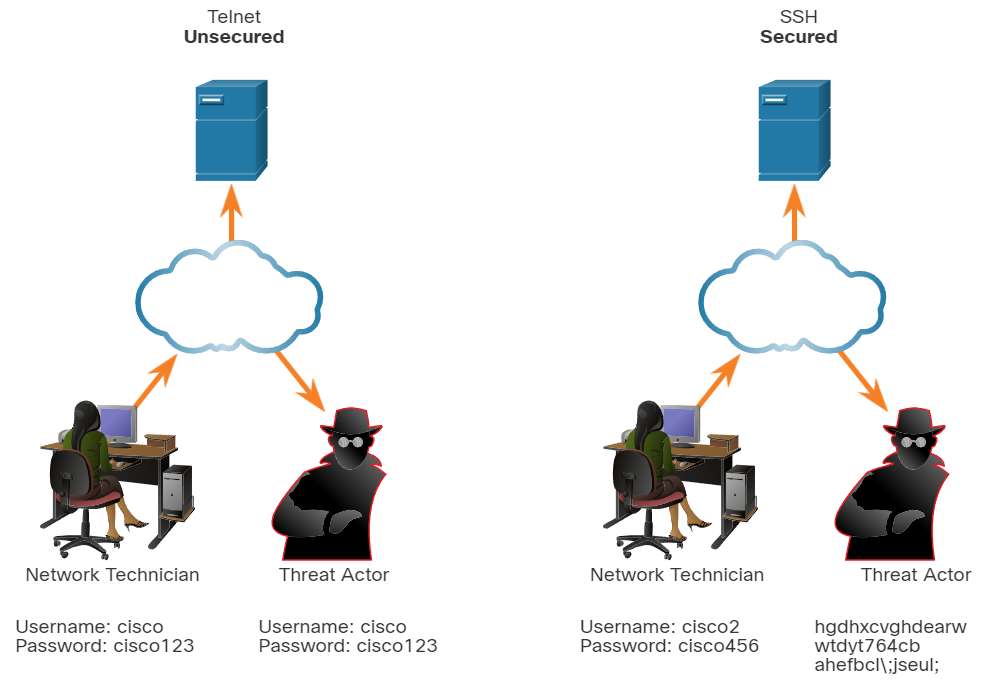 Telnet
Unsecured
Network Technician
Threat Actor
Username: cisco
Password: cisco123
Username: cisco
Password: cisco123
SSH
Secured
Network Technician
Threat Actor
Username: cisco2
Password: cisco456
hgdhxcvghdearw
wtdyt764cb
ahefbcl\;jseul;